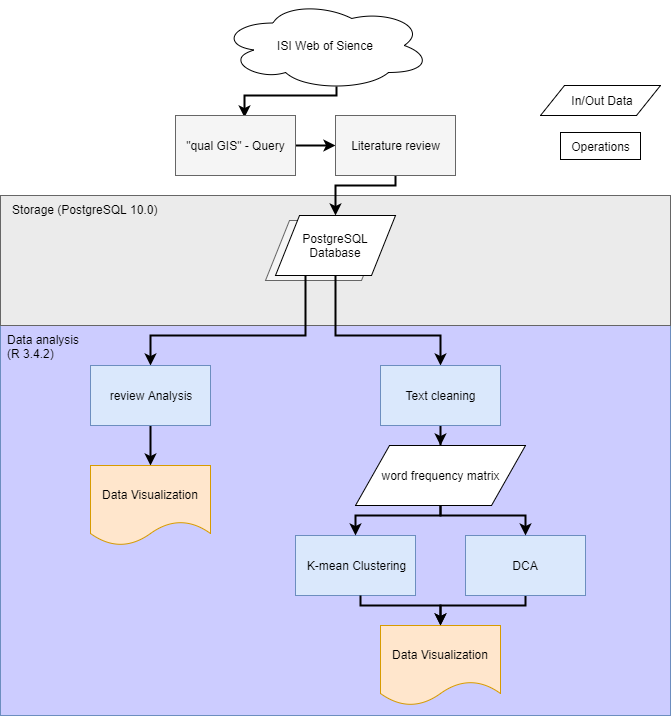 ISI Web of Sience
In/Out Data
"qual GIS" - Query
Literature review
Operations
Storage (PostgreSQL 10.0)
PostgreSQL
Database
Data analysis
(R 3.4.2)
review Analysis
Text cleaning
Data Visualization
word frequency matrix
K-mean Clustering
DCA
Data Visualization